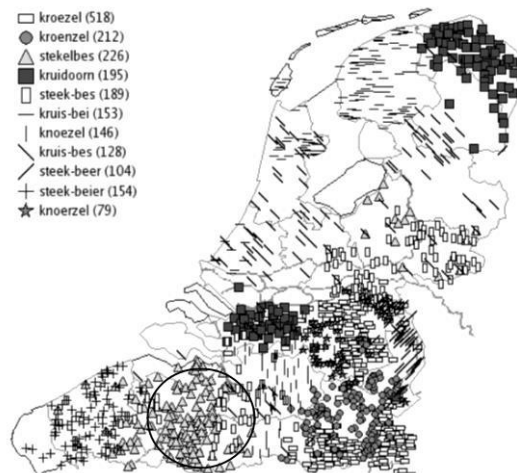 kroezel (518)
kroenzel (212)
stekelbes (226)
kruidoorn (195)
steek-bes (189)
kruis-bei (153)
knoezel (146)
kruis-bes (128)
steek-beer (104)
steek-beier (154)
knoerzel (79)